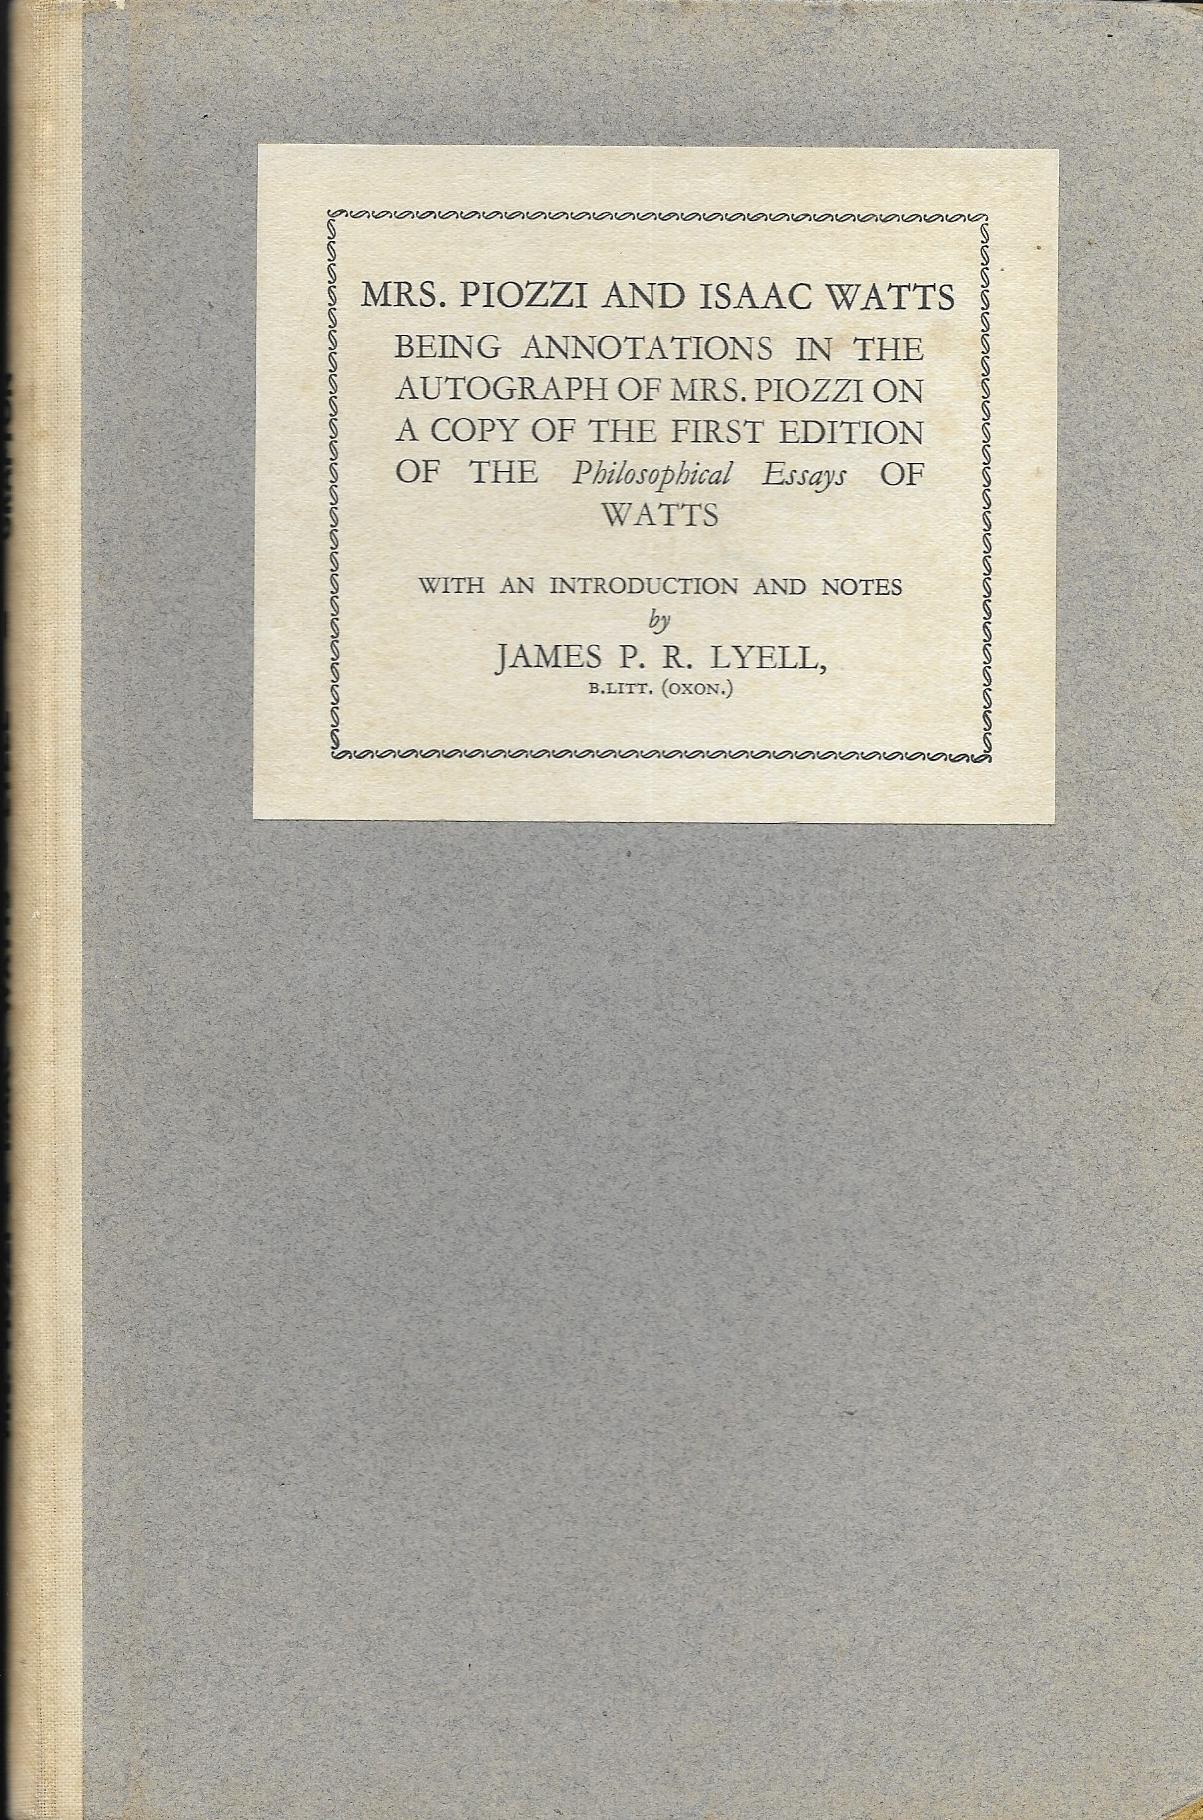 MRS. PIOZZI AND ISAAC WATTS
BEING ANNOTATIONS IN THE
AUTOGRAPH OF MRS. PIOZZI ON
A COPY OF THE FIRST EDITION
OF THE Philosophical Essays OF
WATTS
WITH AN INTRODUCTION AND NOTES
by
JAMES P. R. LYELL,
B.LITT. (OXON.)